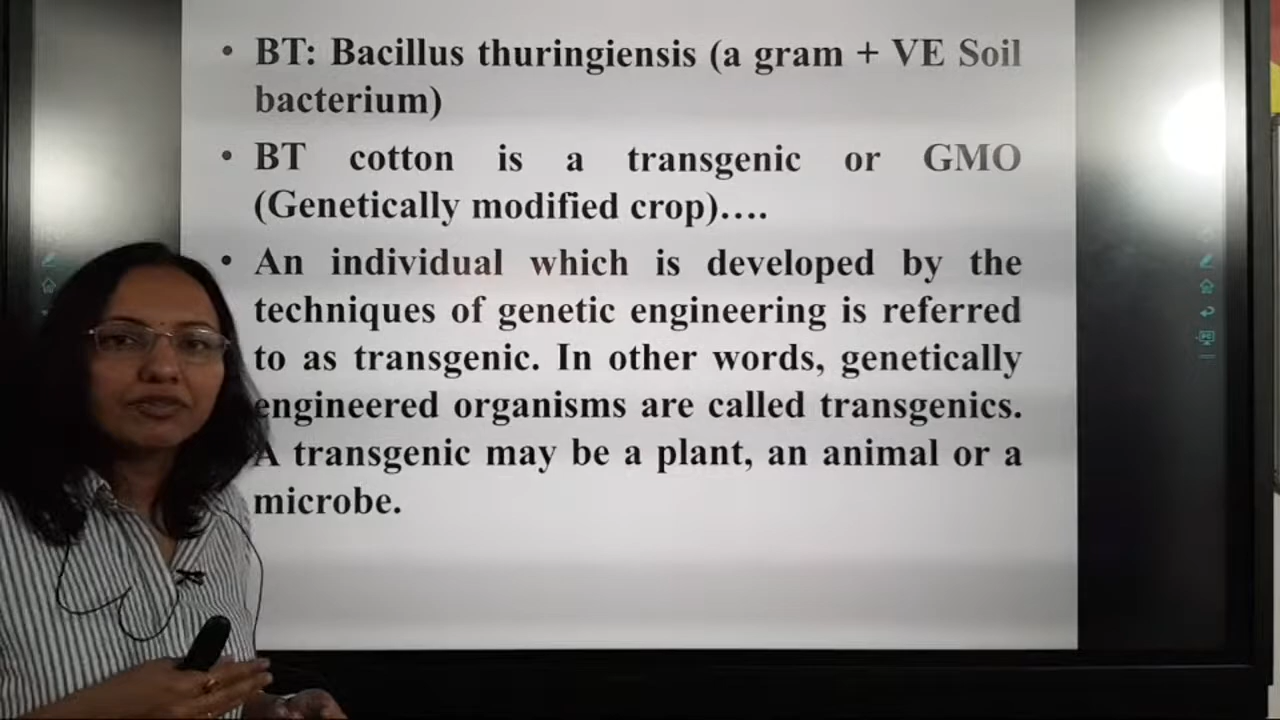 • BT: Bacillus thuringiensis (a gram + VE Soil
bacterium)
• BT cotton is a transgenic or GMO
(Genetically modified crop)....
• An individual which is developed by the
techniques of genetic engineering is referred
to as transgenic. In other words, genetically
engineered organisms are called transgenics.
A transgenic may be a plant, an animal or a
microbe.